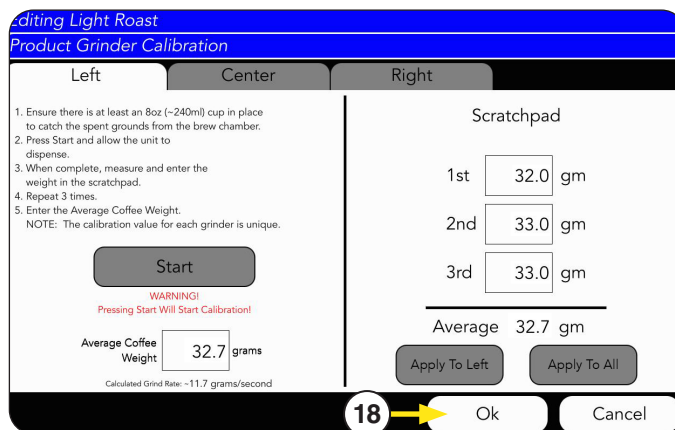 Editing Light Roast
Product Grinder Calibration
Left Center Right
1. Ensure there is at least an 8oz (~240ml) cup in place
to catch the spent grounds from the brew chamber.
2. Press Start and allow the unit to
dispense.
3. When complete, measure and enter the
weight in the scratchpad.
4. Repeat 3 times.
5. Enter the Average Coffee Weight.
NOTE: The calibration value for each grinder is unique.
Start
WARNING!
Pressing Start Will Start Calibration!
Average Coffee
Weight 32.7 grams
Calculated Grind Rate: ~11.7 grams/second
Scratchpad
1st 32.0 gm
2nd 33.0 gm
3rd 33.0 gm
Average 32.7 gm
Apply To Left Apply To All
18 Ok Cancel